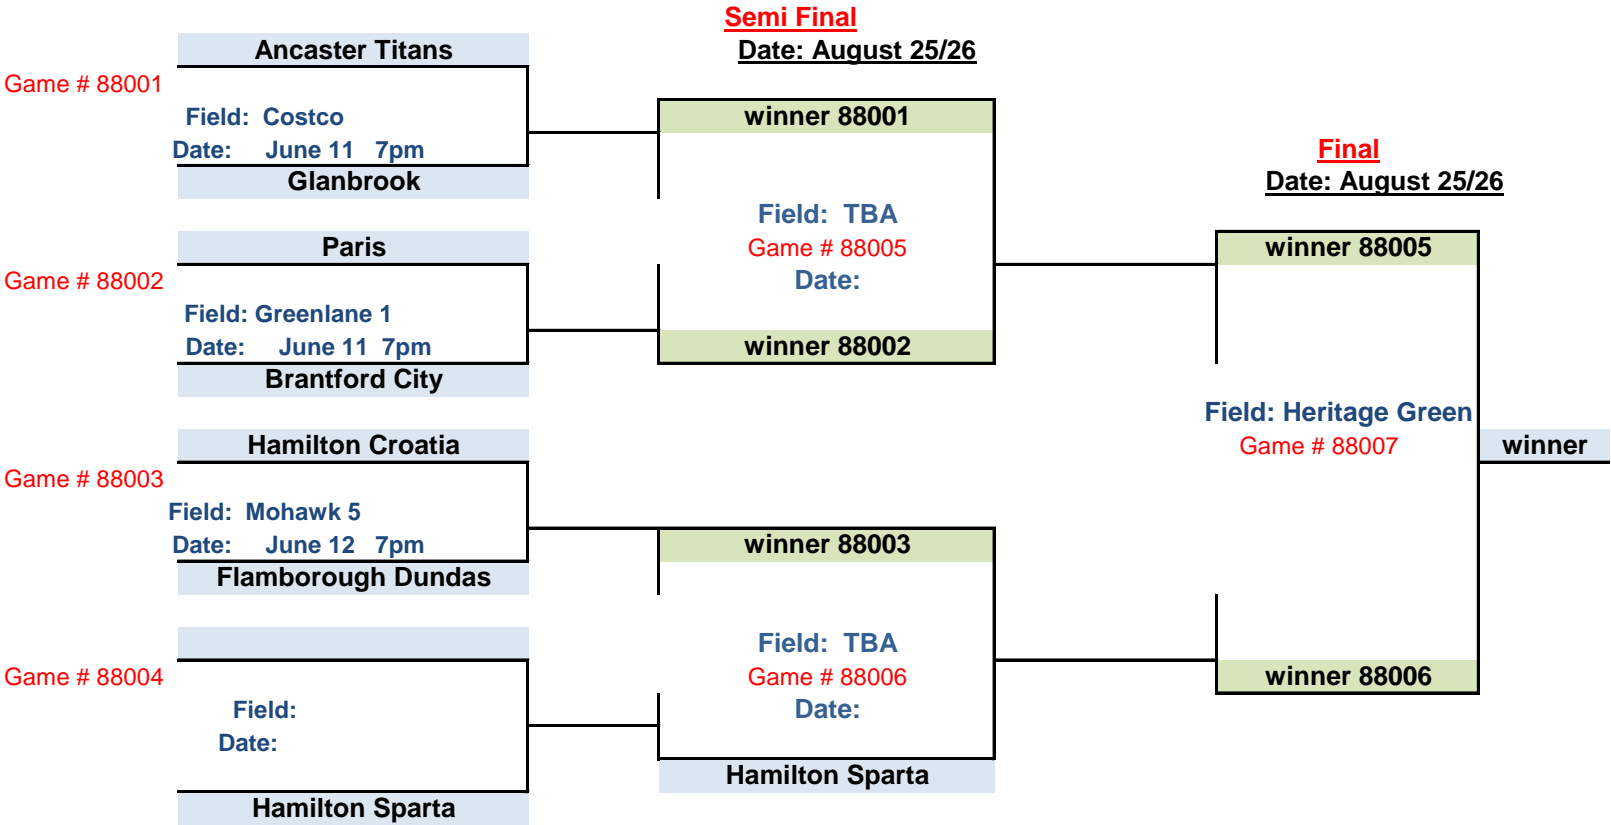 Semi Final
Ancaster Titans
Date: August 25/26
Game # 88001
Field: Costco
winner 88001
Date: June 11 7pm
Final
Glanbrook
Date: August 25/26
Field: TBA
Paris
Game # 88005
winner 88005
Game # 88002
Date:
Field: Greenlane 1
Date: June 11 7pm
winner 88002
Brantford City
Field: Heritage Green
Hamilton Croatia
Game # 88007
winner
Game # 88003
Field: Mohawk 5
Date: June 12 7pm
winner 88003
Flamborough Dundas
Field: TBA
Game # 88004
Game # 88006
winner 88006
Field:
Date:
Date:
Hamilton Sparta
Hamilton Sparta